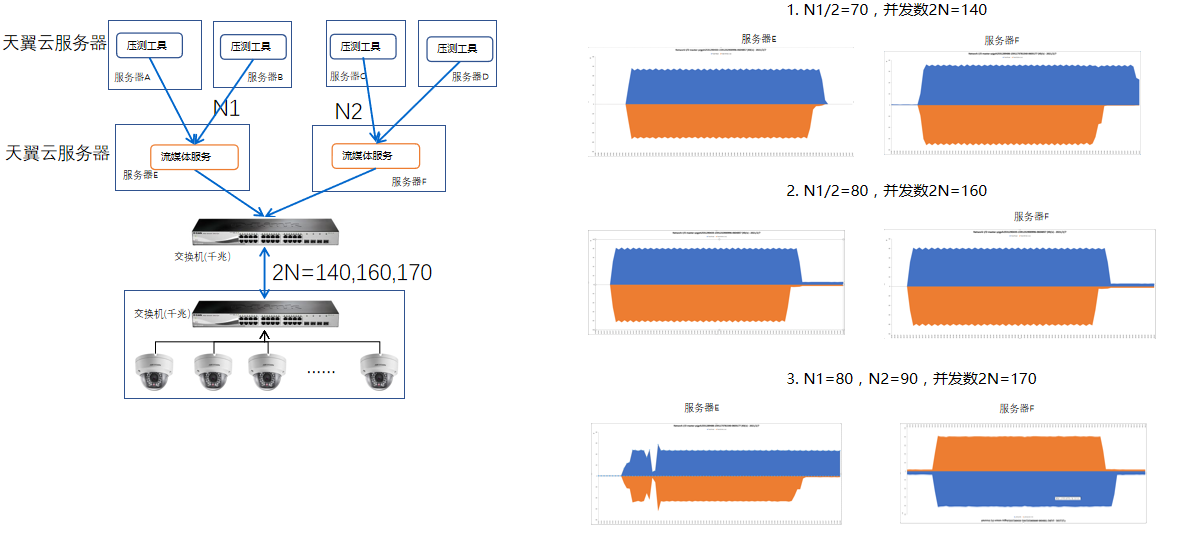 天翼云服务器
压测工具
服务器A
压测工具
服务器B
压测工具
服务器C
压测工具
服务器D
N1
N2
天翼云服务器
流媒体服务
服务器E
流媒体服务
服务器F
交换机(千兆)
2N=140,160,170
交换机(千兆)
......
1. N1/2=70，并发数2N=140
服务器E
服务器F
2. N1/2=80，并发数2N=160
服务器F
3. N1=80，N2=90，并发数2N=170
服务器E
服务器F